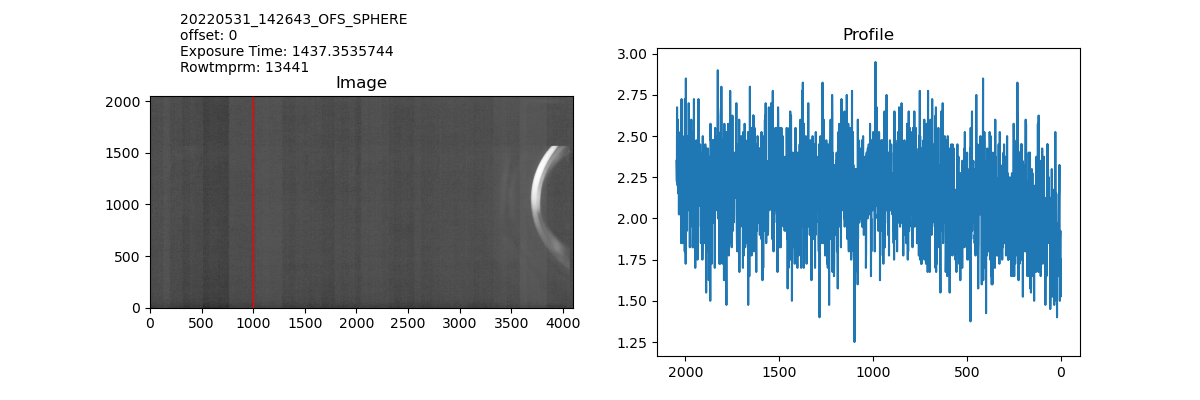 20220531_142643_OFS_SPHERE
offset: 0
Exposure Time: 1437.3535744
Rowtmprm: 13441
Image
2000
1500
1000
500
0
0 500 1000 1500 2000 2500 3000 3500 4000
Profile
3.00
2.75
2.50
2.25
2.00
1.75
1.50
1.25
2000 1500 1000 500 0